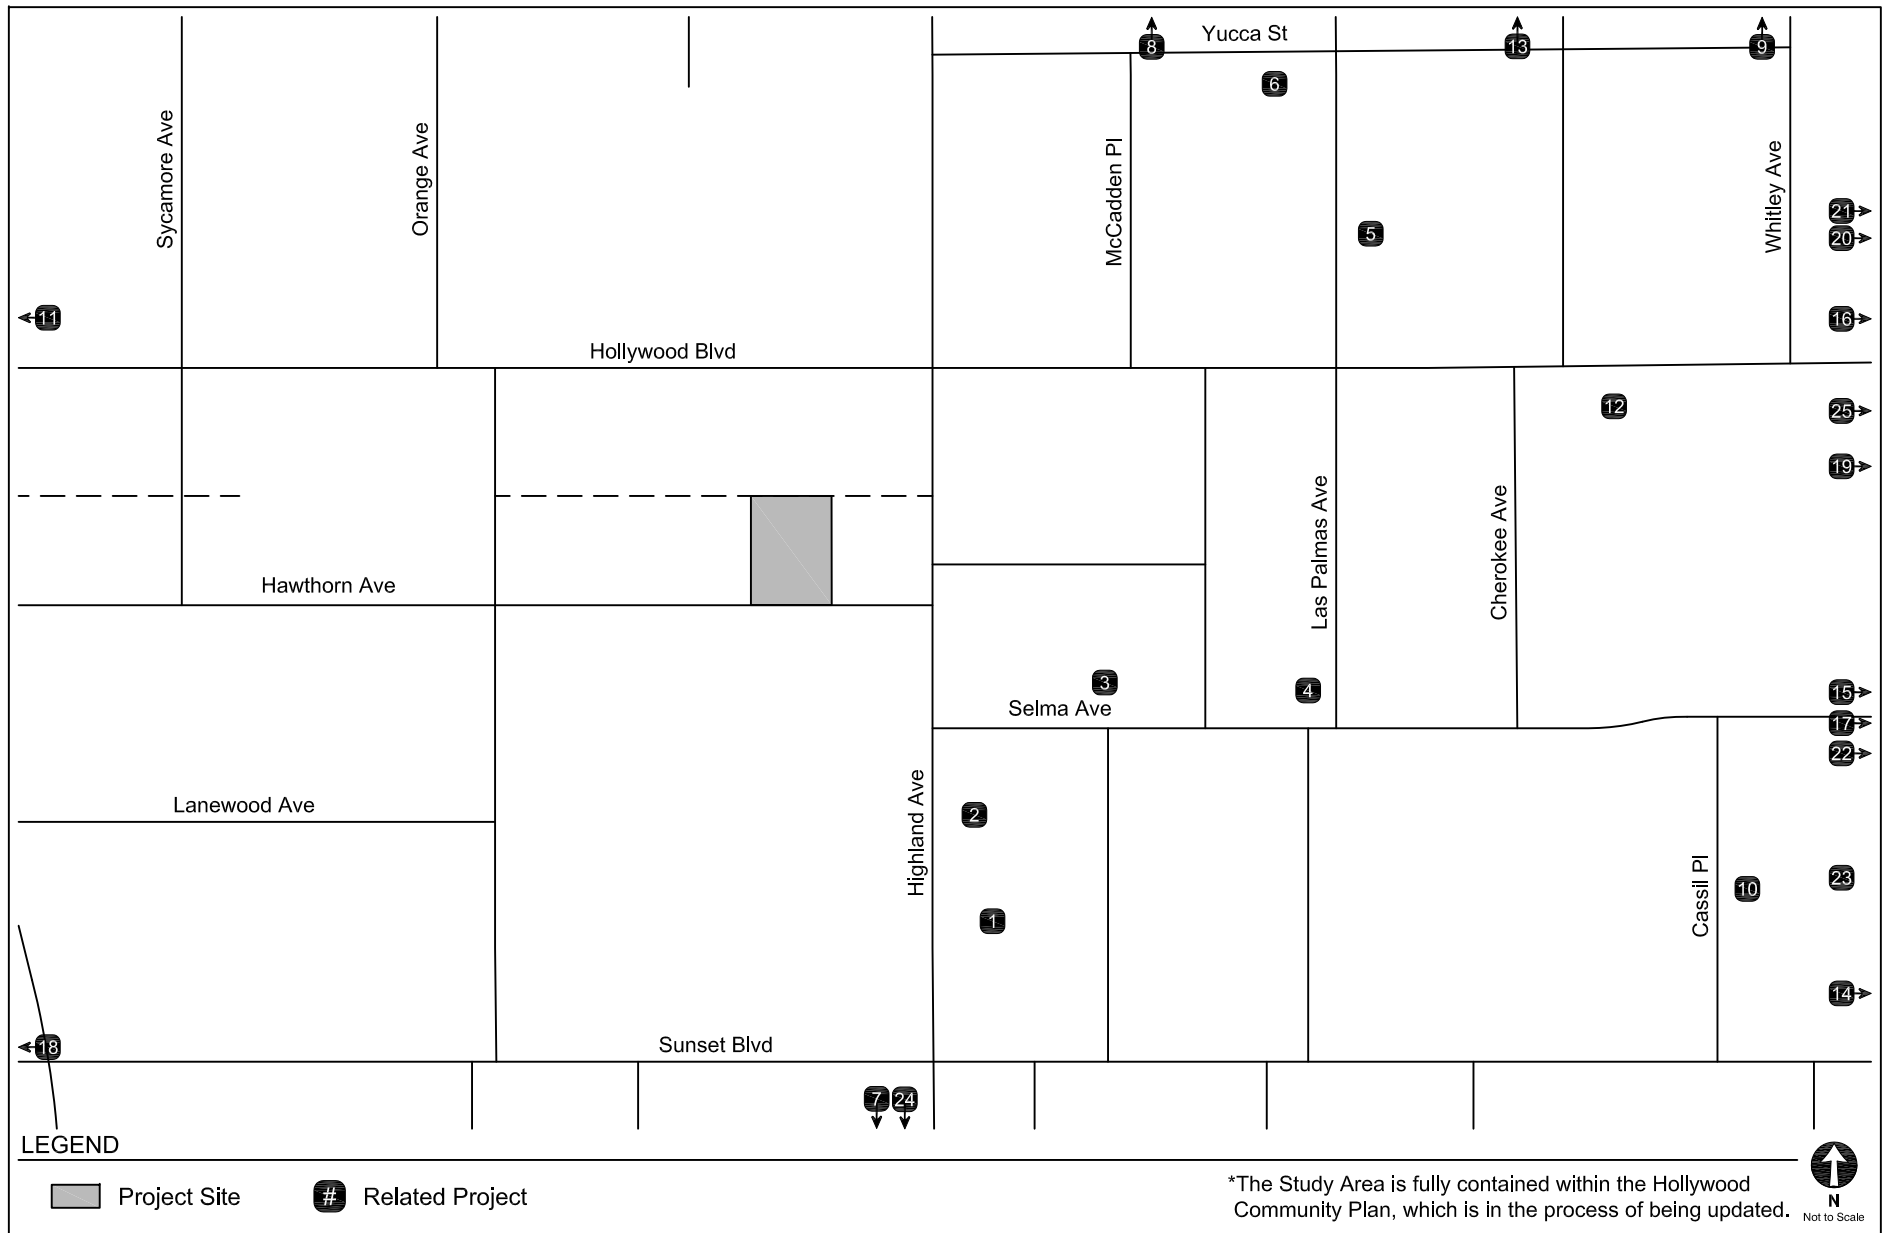 Yucca St
8
13
9
6
Sycamore Ave
Orange Ave
McCadden Pl
Whitley Ave
21
5
20
11
16
Hollywood Blvd
12
25
19
Las Palmas Ave
Cherokee Ave
Hawthorn Ave
3
4
15
Selma Ave
17
22
Lanewood Ave
2
Highland Ave
23
10
Cassil Pl
1
14
18
Sunset Blvd
7
24
LEGEND
Project Site
# Related Project
*The Study Area is fully contained within the Hollywood
Community Plan, which is in the process of being updated.
N
Not to Scale